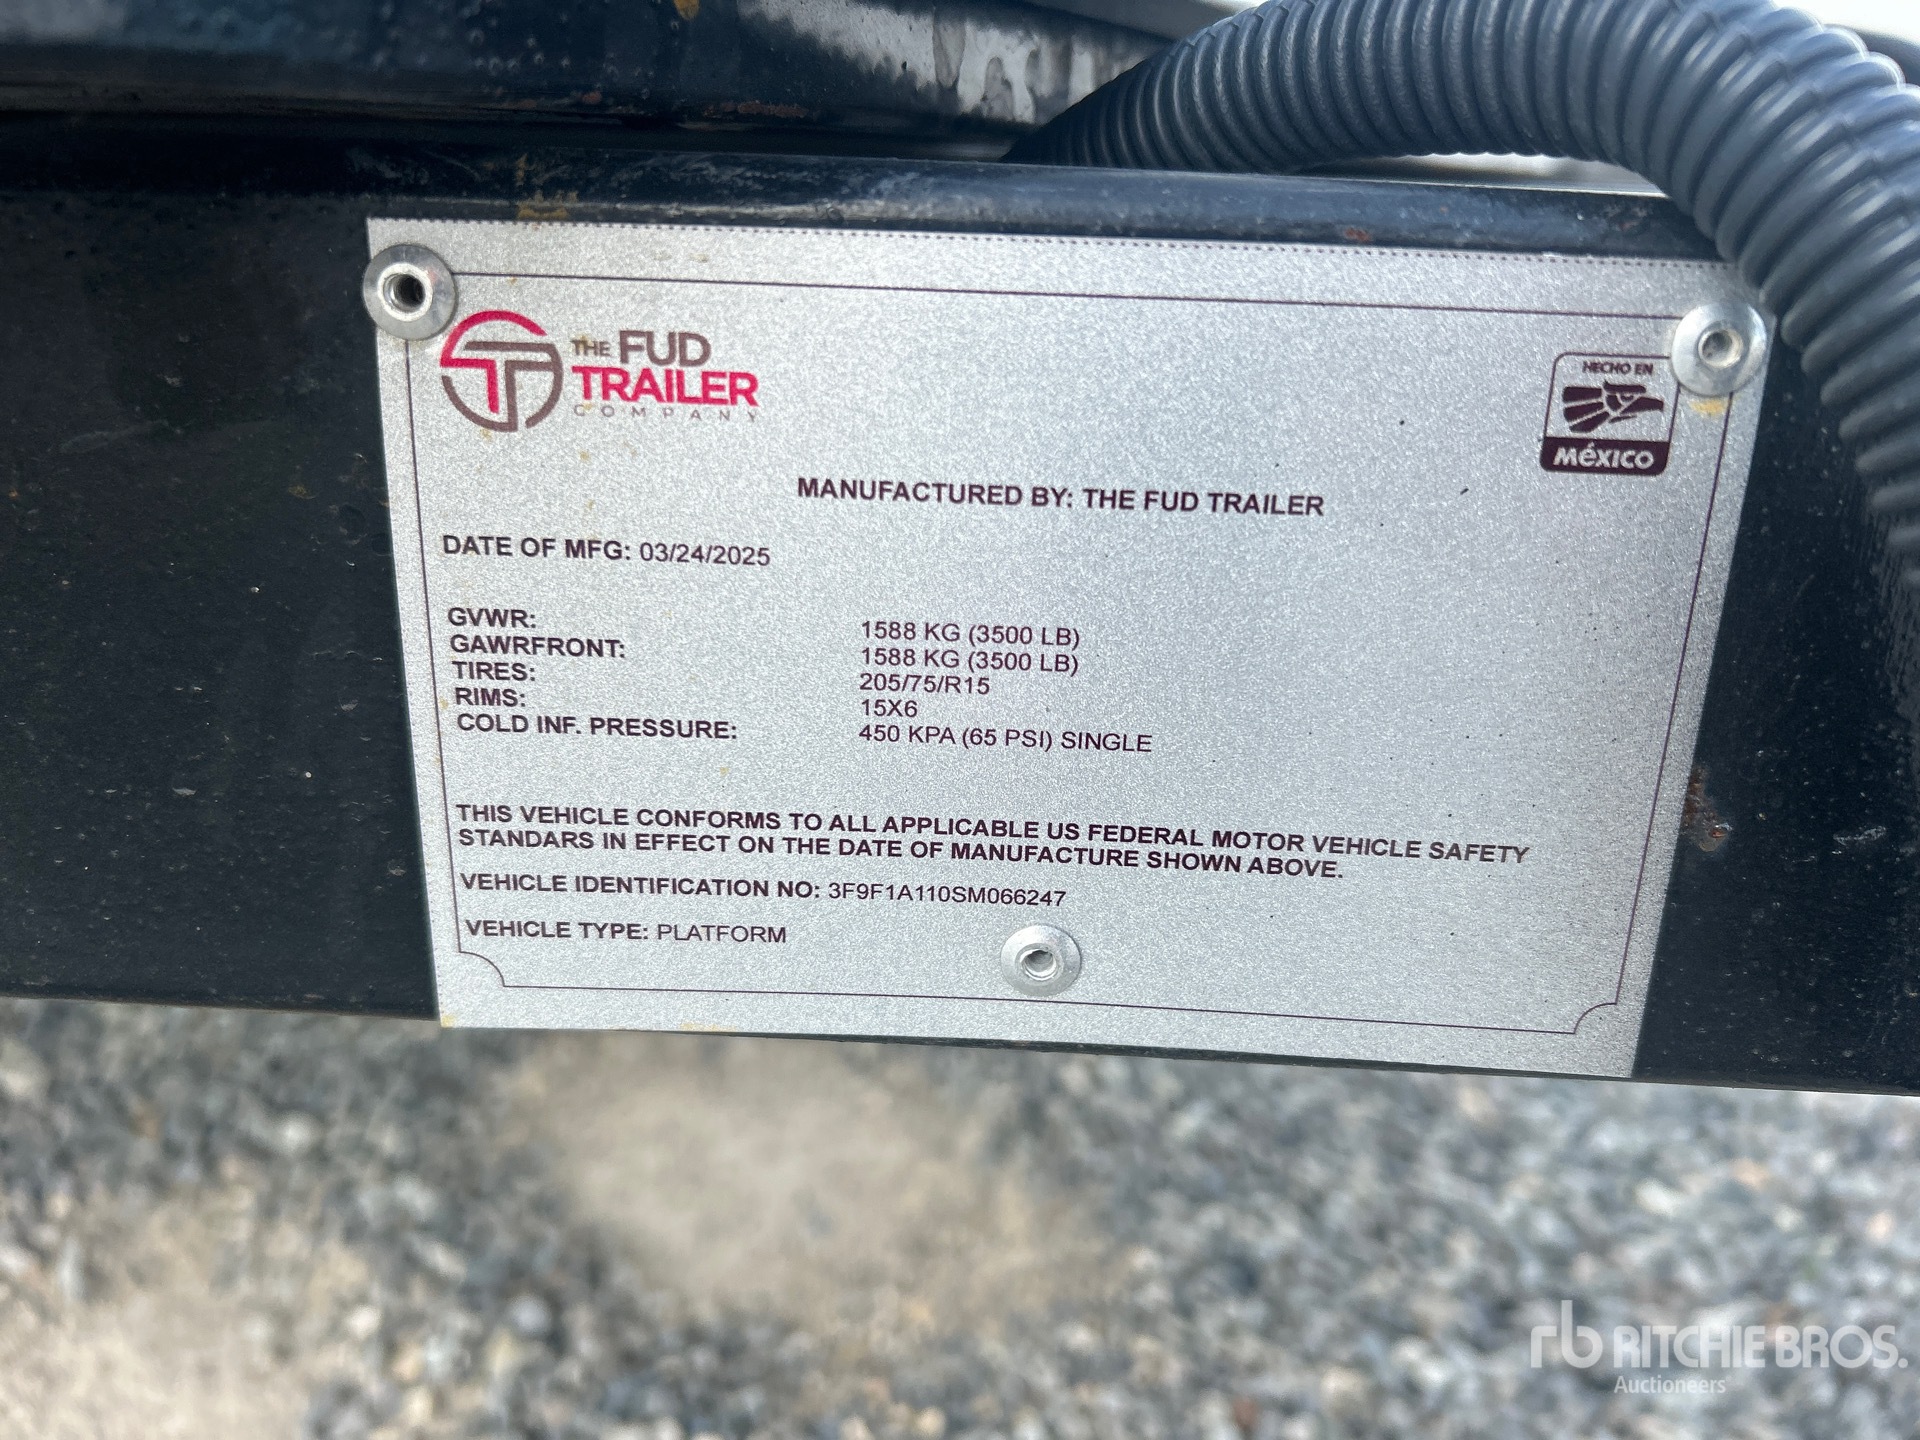 THE FUD
TRAILER
COMPANY
HECHO EN
MÉXICO
MANUFACTURED BY: THE FUD TRAILER
DATE OF MFG: 03/24/2025
GVWR: 1588 KG (3500 LB)
GAWRFRONT: 1588 KG (3500 LB)
TIRES: 205/75/R15
RIMS: 15X6
COLD INF. PRESSURE: 450 KPA (65 PSI) SINGLE
THIS VEHICLE CONFORMS TO ALL APPLICABLE US FEDERAL MOTOR VEHICLE SAFETY
STANDARS IN EFFECT ON THE DATE OF MANUFACTURE SHOWN ABOVE.
VEHICLE IDENTIFICATION NO: 3F9F1A110SM066247
VEHICLE TYPE: PLATFORM
rb RITCHIE BROS.
Auctioneers